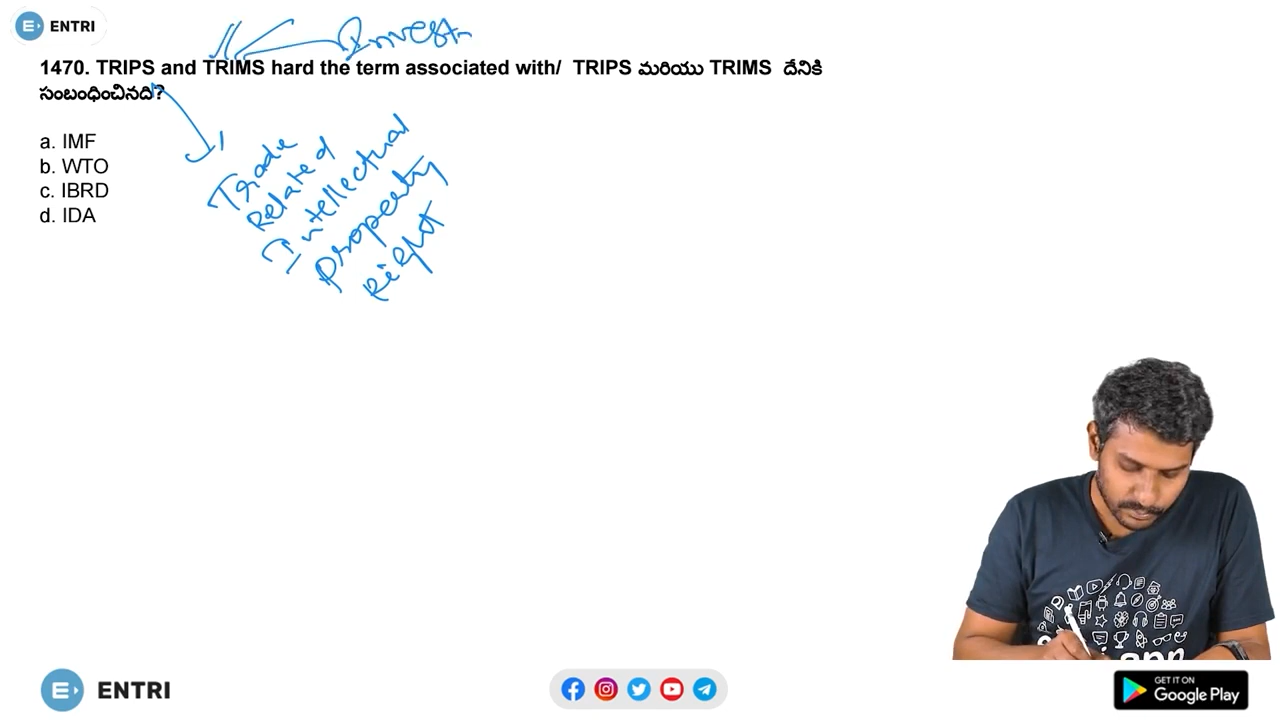 ENTRI
Invest
1470. TRIPS and TRIMS hard the term associated with/ TRIPS మరియు TRIMS దేనికి
సంబంధించినది?
a. IMF
b. WTO
c. IBRD
d. IDA
Trade
Related
Intellectual
Property
Right
ENTRI
GET IT ON
Google Play